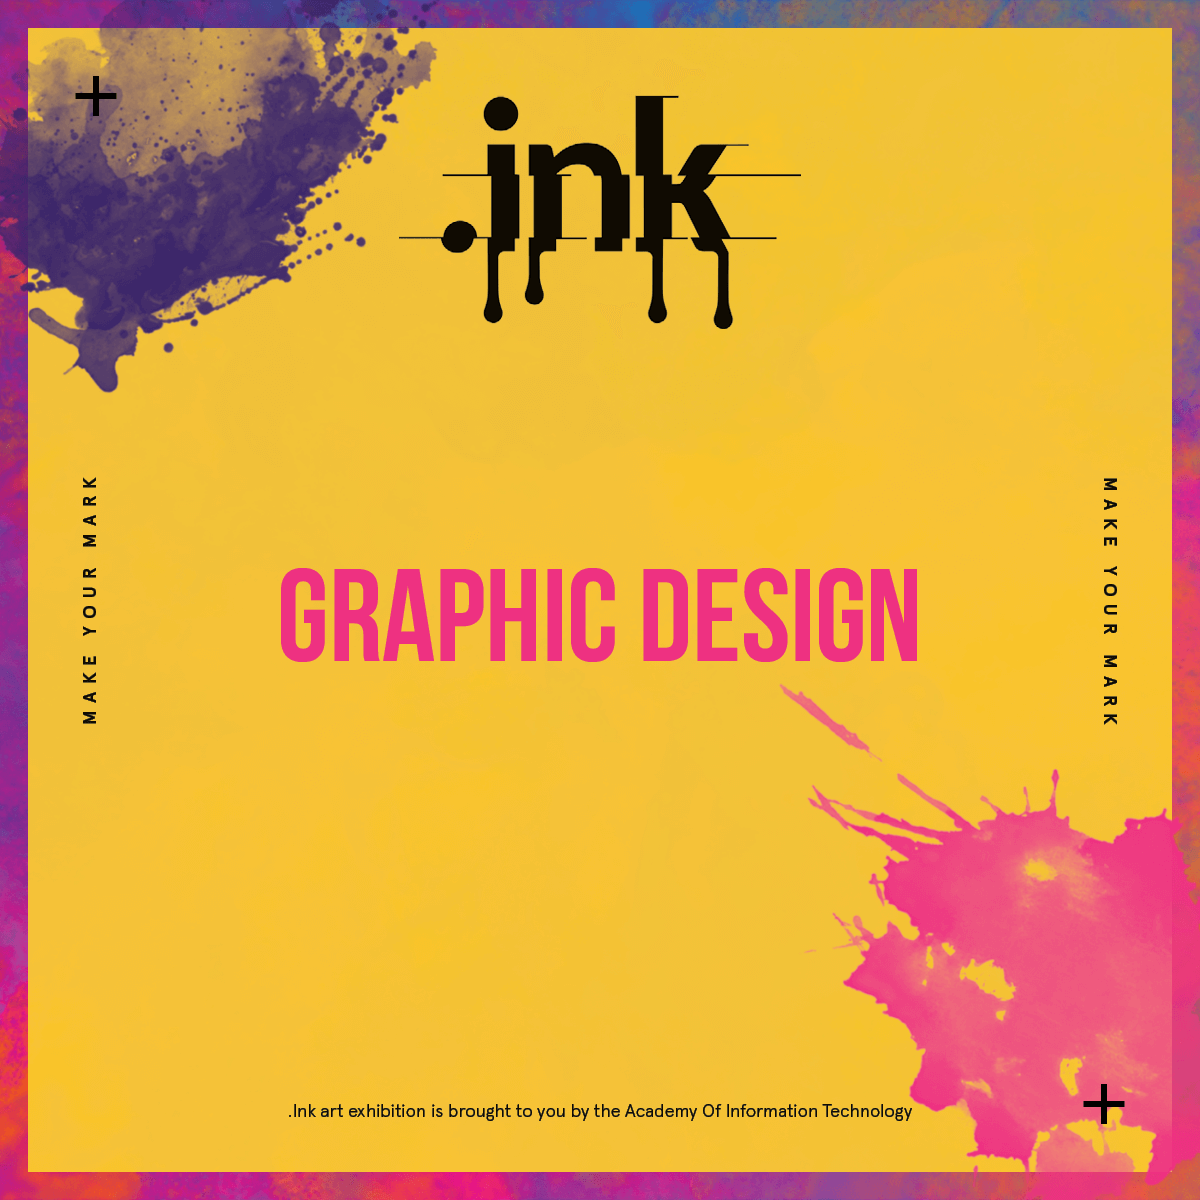 .ink
MAKE YOUR MARK
MAKE YOUR MARK
GRAPHIC DESIGN
.Ink art exhibition is brought to you by the Academy Of Information Technology